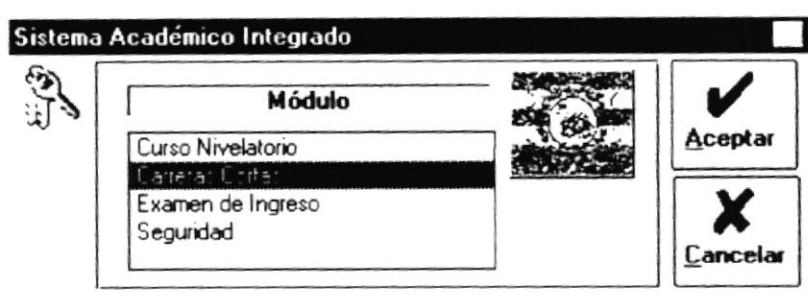 Sistema Académico Integrado
Módulo
Curso Nivelatorio
Carreras Cortas
Examen de Ingreso
Seguridad
Aceptar
Cancelar